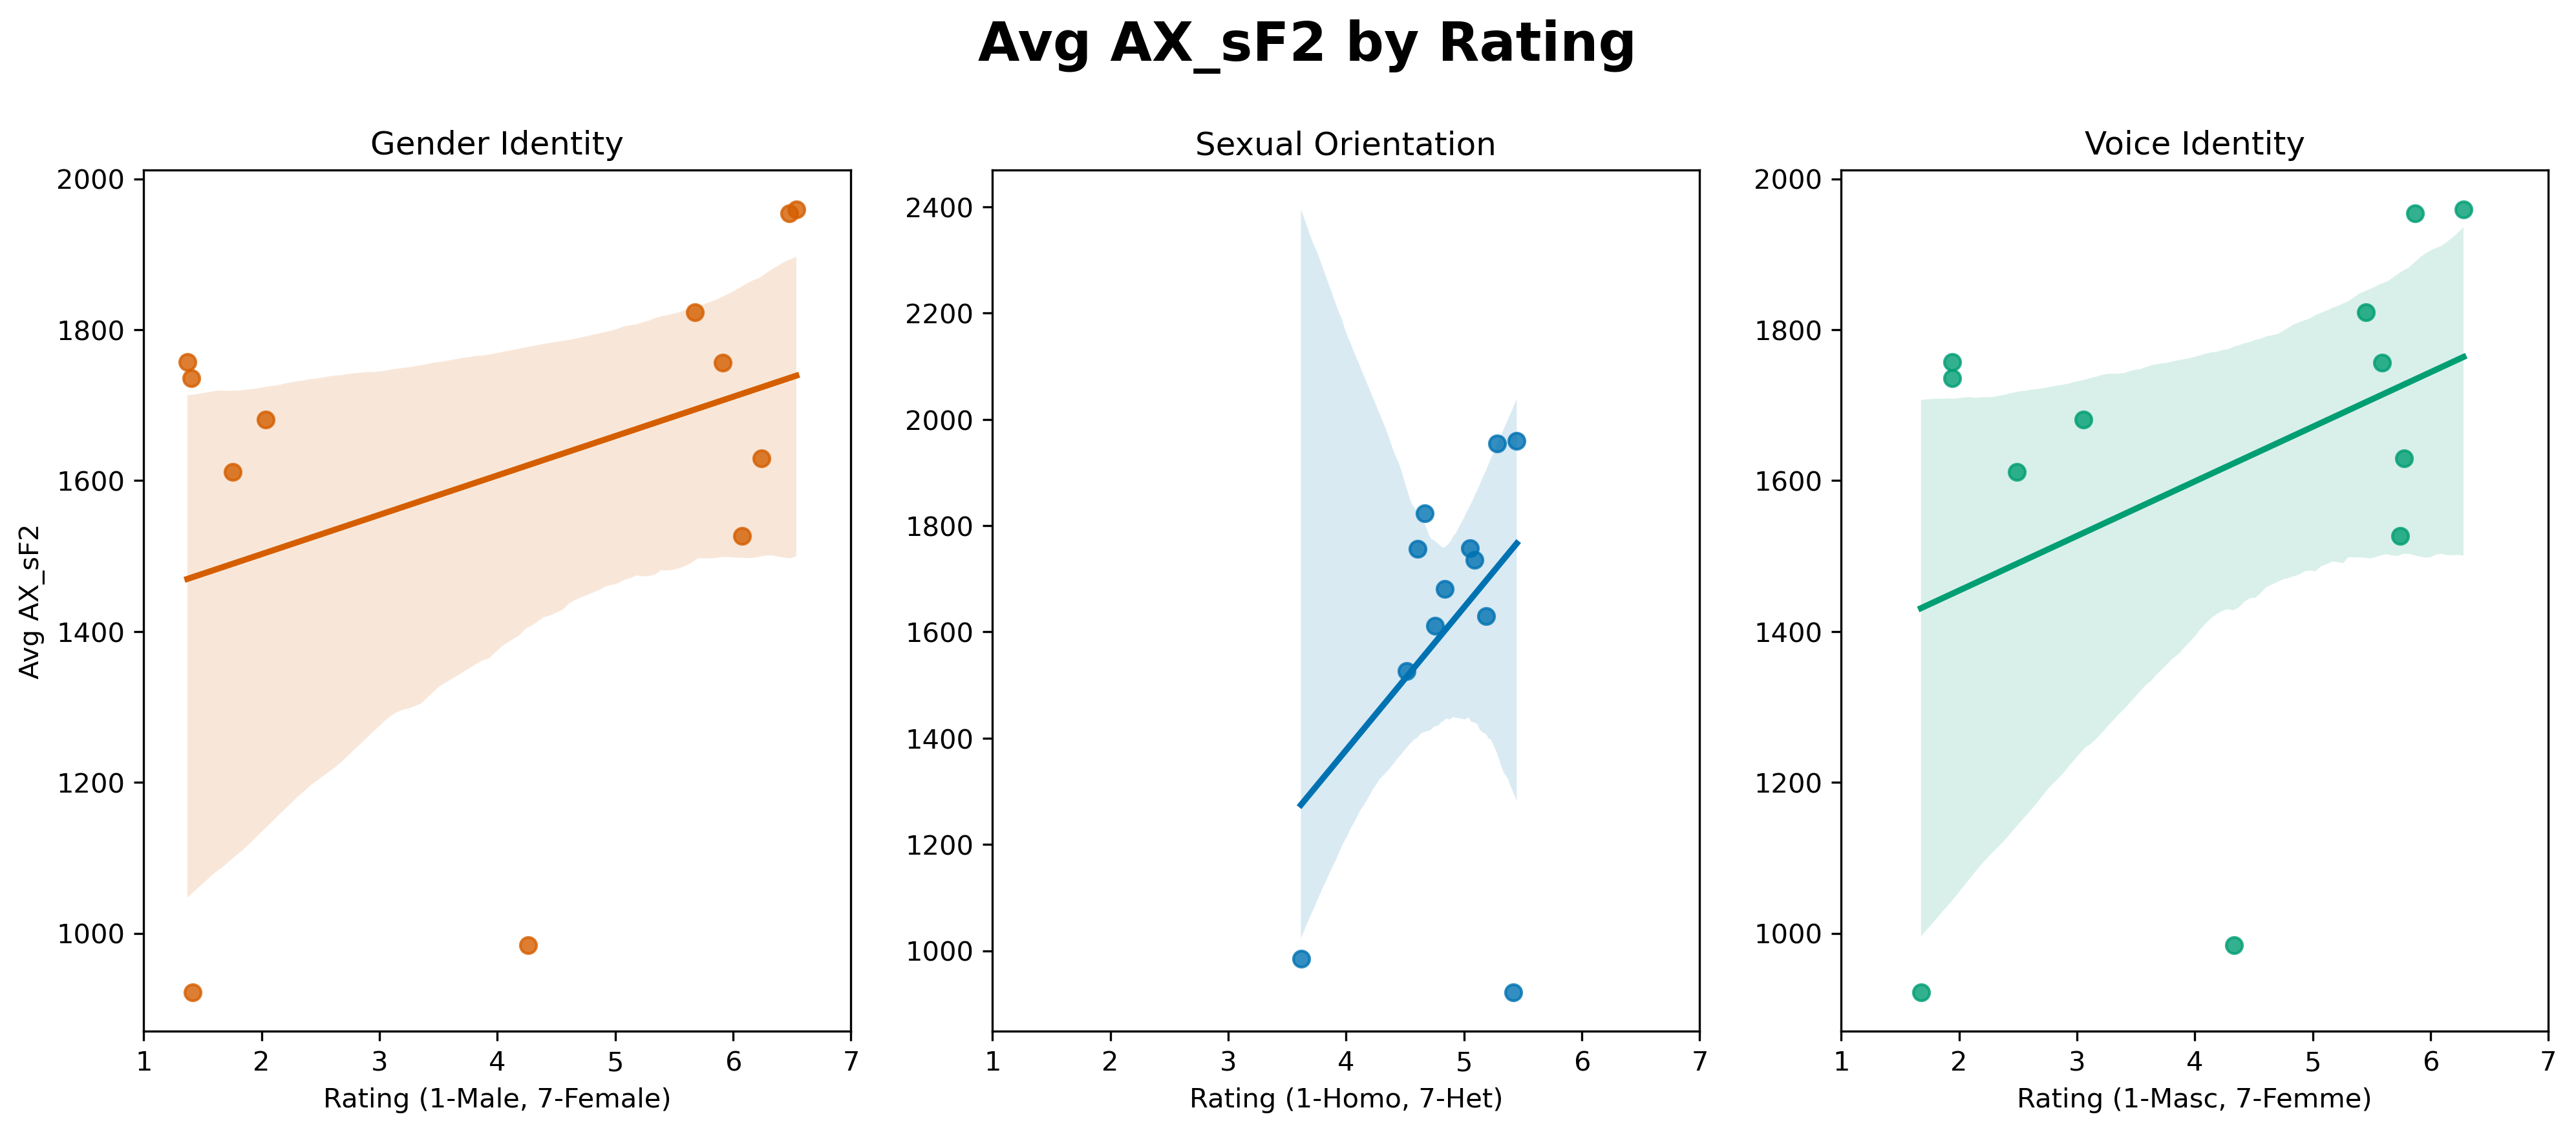 Avg AX_sF2 by Rating
Gender Identity
Sexual Orientation
Voice Identity
Avg AX_sF2
2000
1800
1600
1400
1200
1000
1 2 3 4 5 6 7
Rating (1-Male, 7-Female)
2400
2200
2000
1800
1600
1400
1200
1000
1 2 3 4 5 6 7
Rating (1-Homo, 7-Het)
2000
1800
1600
1400
1200
1000
1 2 3 4 5 6 7
Rating (1-Masc, 7-Femme)